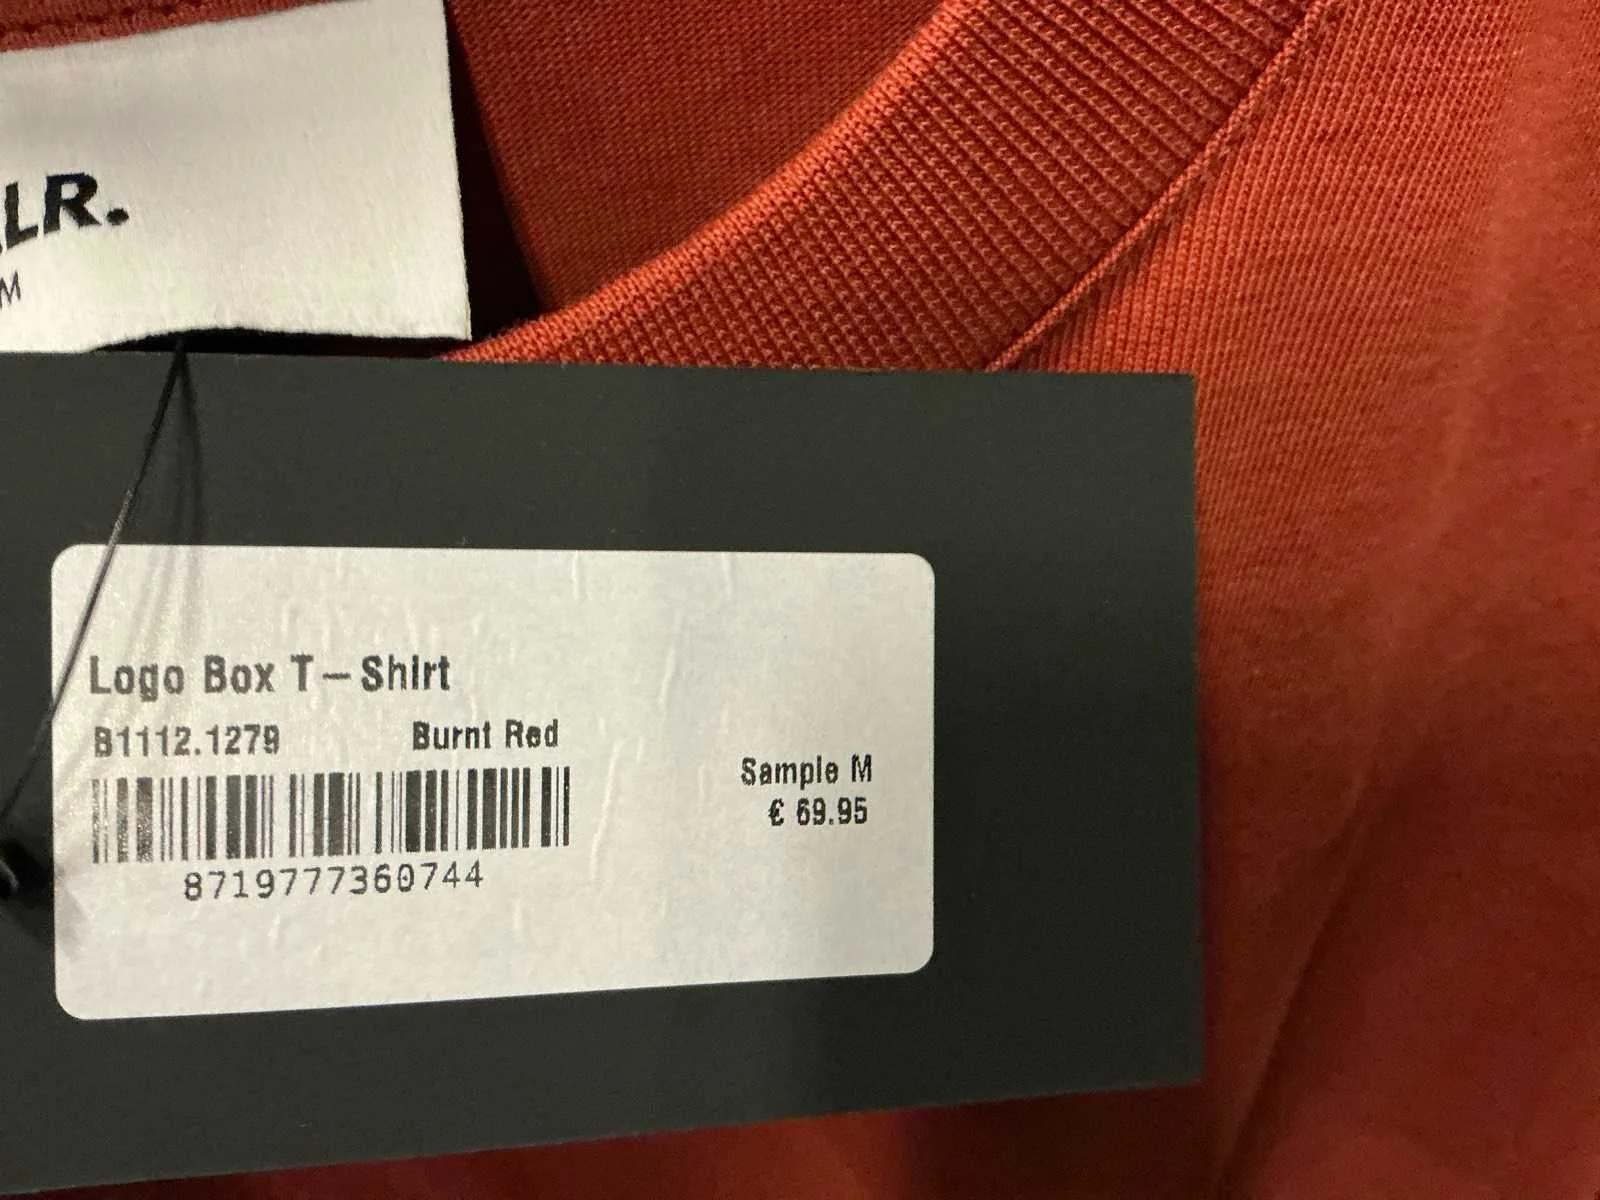 LR.
M
Logo Box T-Shirt
B1112.1279 Burnt Red
Sample M
€ 69.95
8719777360744